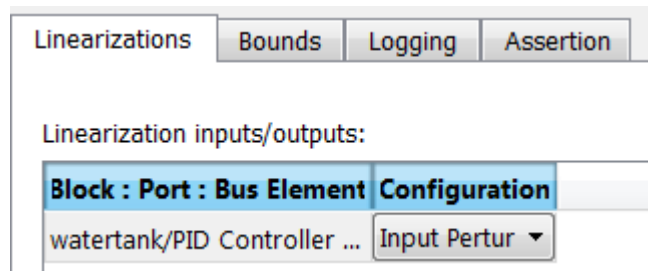 Linearizations Bounds Logging Assertion
Linearization inputs/outputs:
Block : Port : Bus Element Configuration
watertank/PID Controller ... Input Pertur